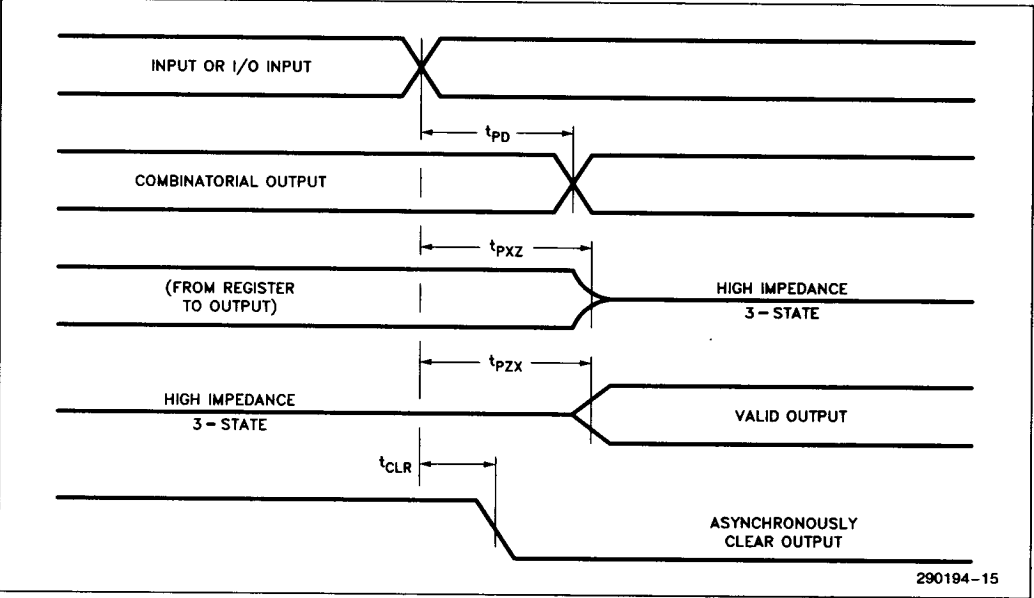 INPUT OR I/O INPUT
tPD
COMBINATORIAL OUTPUT
tPXZ
(FROM REGISTER
TO OUTPUT)
HIGH IMPEDANCE
3-STATE
tPZX
HIGH IMPEDANCE
3-STATE
VALID OUTPUT
tCLR
ASYNCHRONOUSLY
CLEAR OUTPUT
290194-15